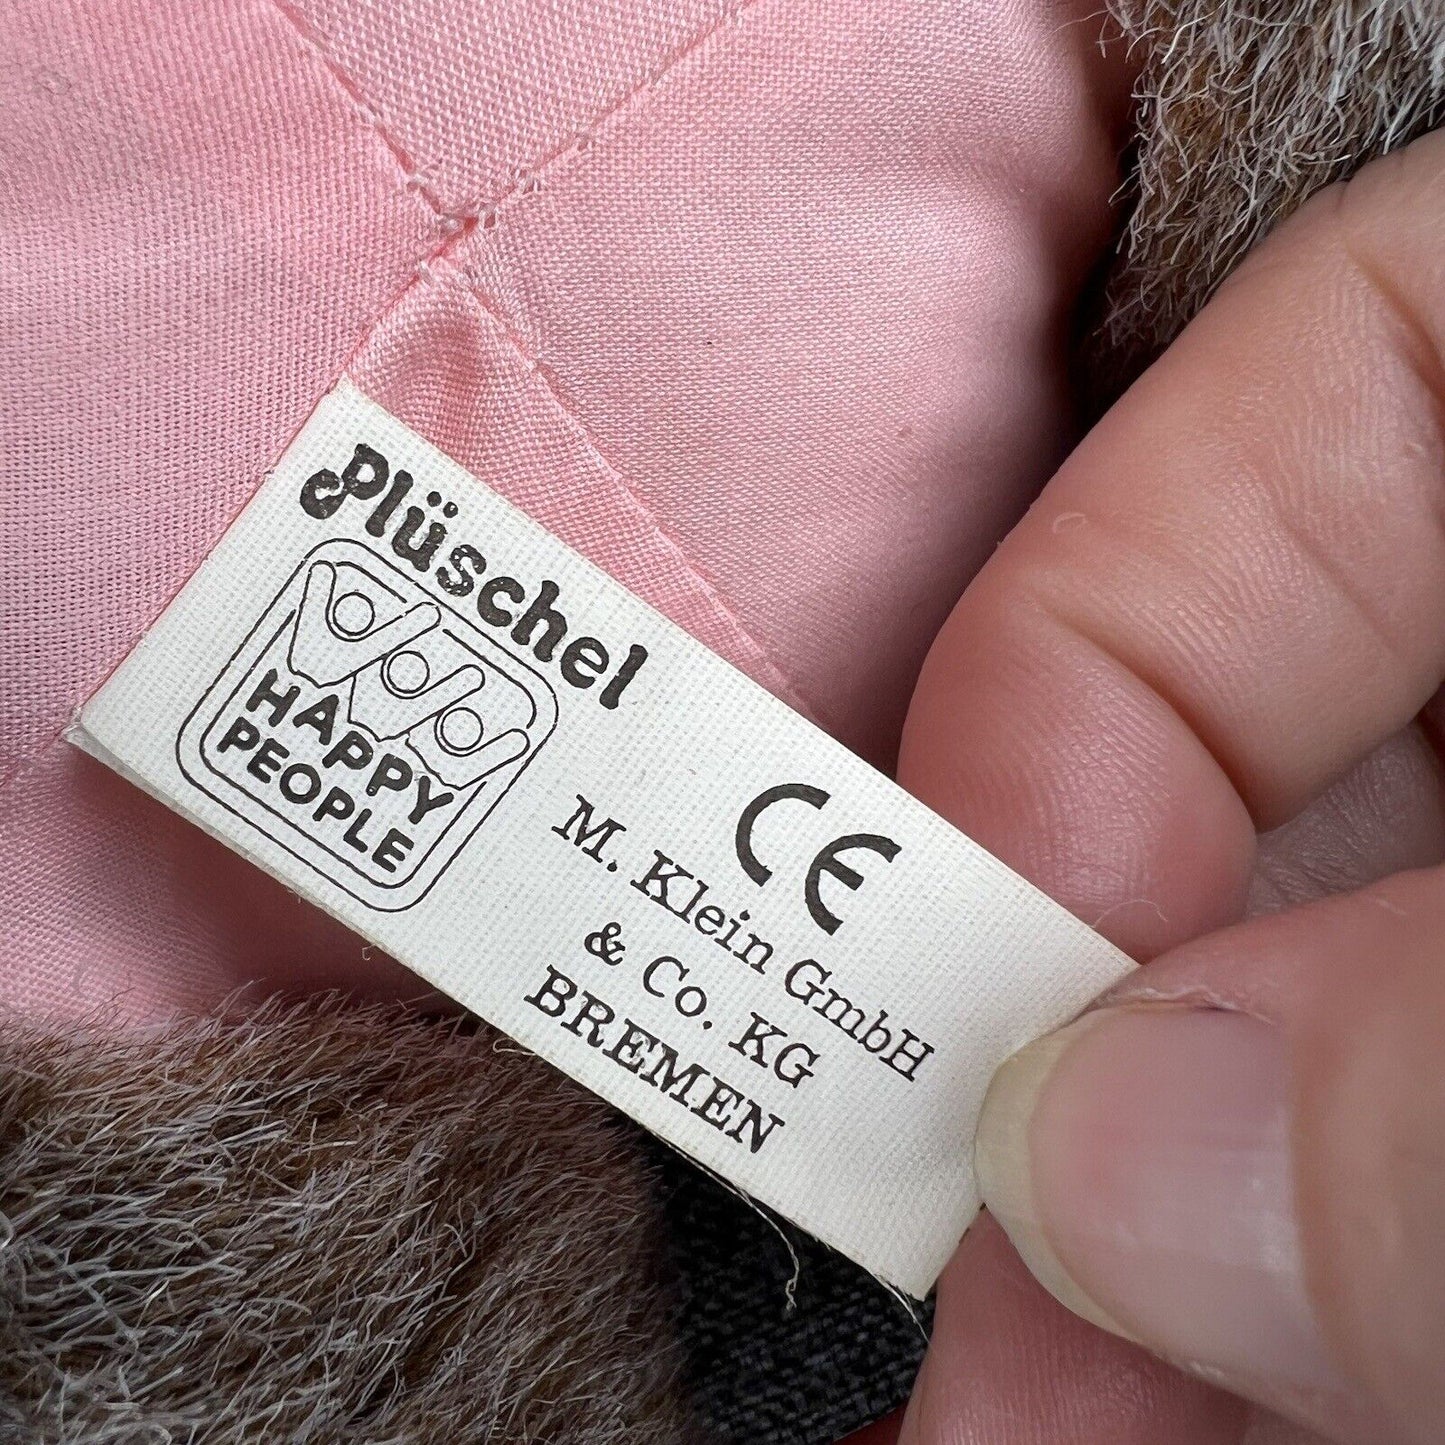 Plüschel
HAPPY
PEOPLE
CE
M. Klein GmbH
& Co. KG
BREMEN